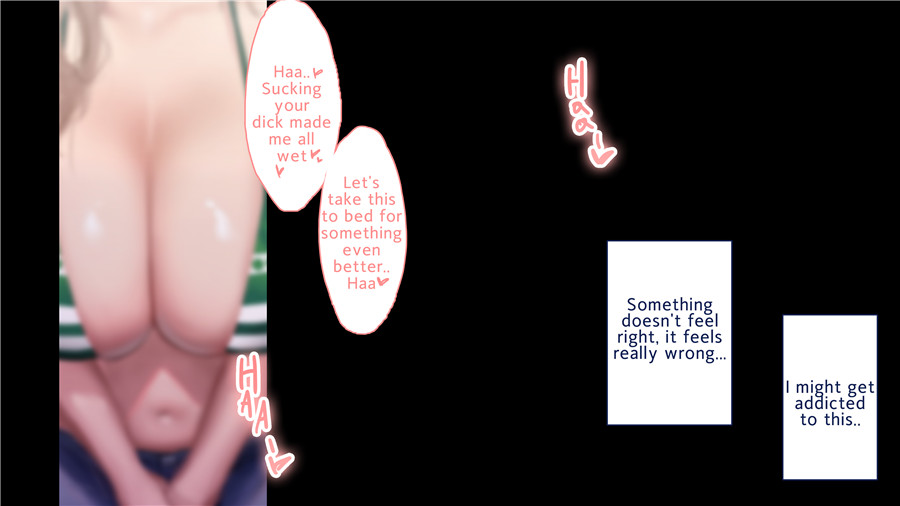 Haa..♥
Sucking
your
dick made
me all
wet♥
♥
Let's
take this
to bed for
something
even
better..
Haa♥
HAA~♥
Haa~♥
Something
doesn't feel
right, it feels
really wrong...
I might get
addicted
to this..